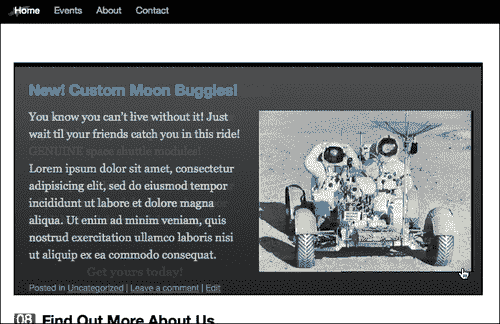 Home Events About Contact
New! Custom Moon Buggies!
You know you can't live without it! Just
wait til your friends catch you in this ride!
GENUINE space shuttle modules!
Lorem ipsum dolor sit amet, consectetur
adipisicing elit, sed do eiusmod tempor
incididunt ut labore et dolore magna
aliqua. Ut enim ad minim veniam, quis
nostrud exercitation ullamco laboris nisi
ut aliquip ex ea commodo consequat.
Get yours today!
Posted in Uncategorized | Leave a comment | Edit
08 Find Out More About Us